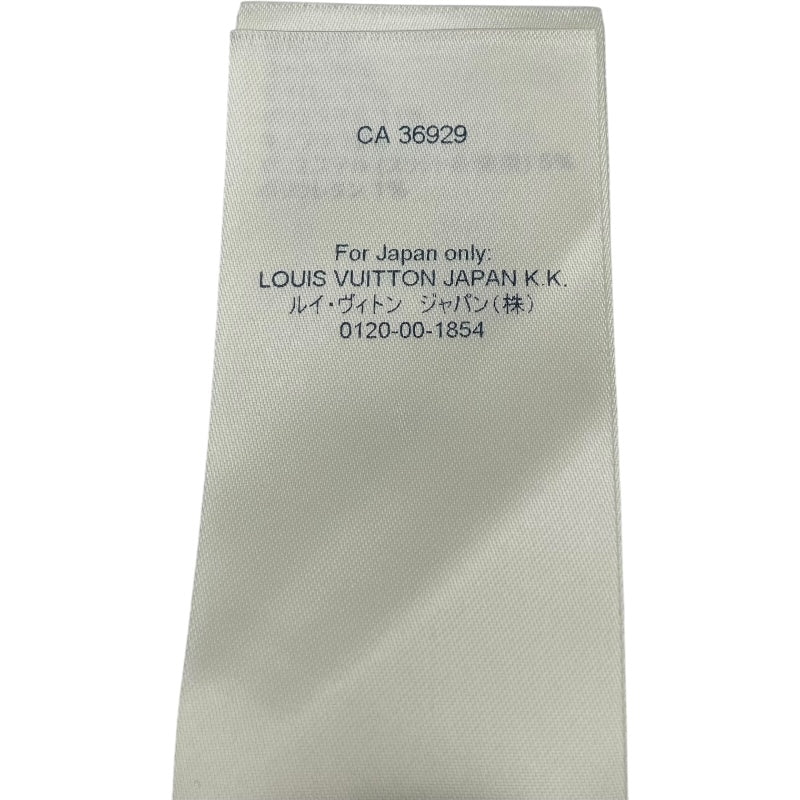 CA 36929
For Japan only:
LOUIS VUITTON JAPAN K.K.
ルイ・ヴィトン　ジャパン（株）
0120-00-1854